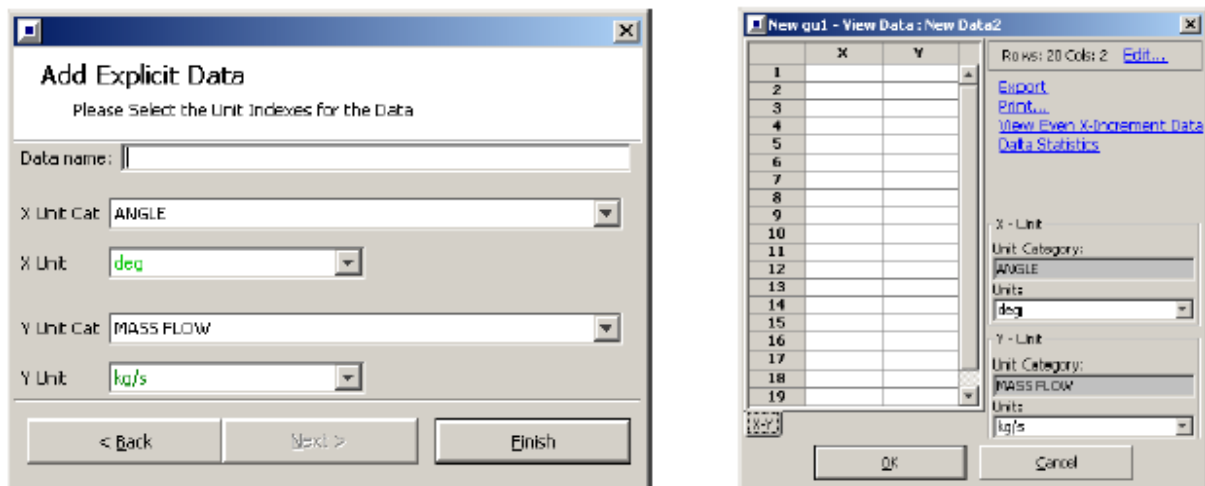 Add Explicit Data
Please Select the Unit Indexes for the Data
Data name:
X Unit Cat ANGLE
X Unit deg
Y Unit Cat MASS FLOW
Y Unit kg/s
< Back Next > Finish
New gu1 - View Data : New Data2
X Y
Rows: 20 Cols: 2 Edit...
1
2
3
4
5
6
7
8
9
10
11
12
13
14
15
16
17
18
19
Export
Print...
View Even X-Increment Data
Data Statistics
X - Unit
Unit Category:
ANGLE
Unit:
deg
Y - Unit
Unit Category:
MASS FLOW
Unit:
kg/s
X-Y
OK Cancel